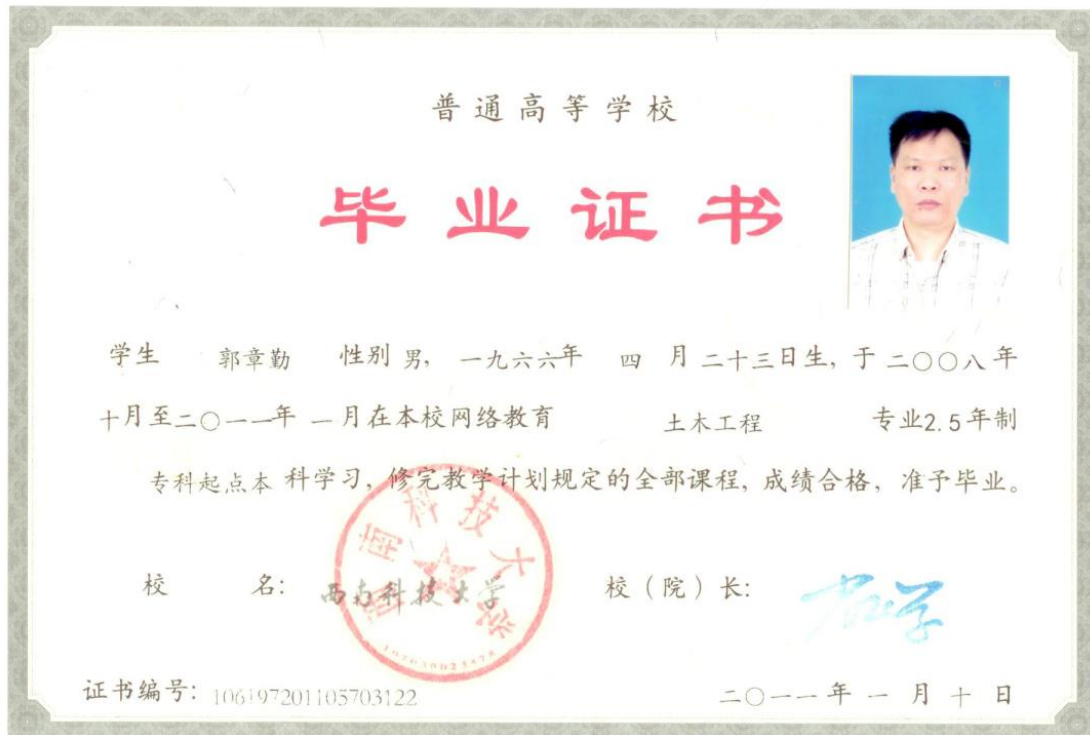 普通高等学校
毕业证书
学生 郭章勤 性别 男, 一九六六年 四 月 二十三日生, 于 二〇〇八年
十月至二〇一一年 一月在本校网络教育 土木工程 专业2.5年制
专科起点本 科学习, 修完教学计划规定的全部课程, 成绩合格, 准予毕业。
校 名: 西南科技大学 校(院)长:
西南科技大学
证书编号: 106197201105703122 二〇一一年 一 月 十 日